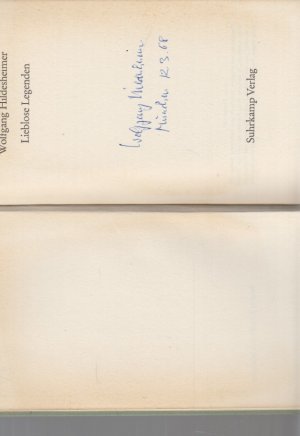 Wolfgang Hildesheimer
Lieblose Legenden
Wolfgang Hildesheimer
München 12 3 68
Suhrkamp Verlag